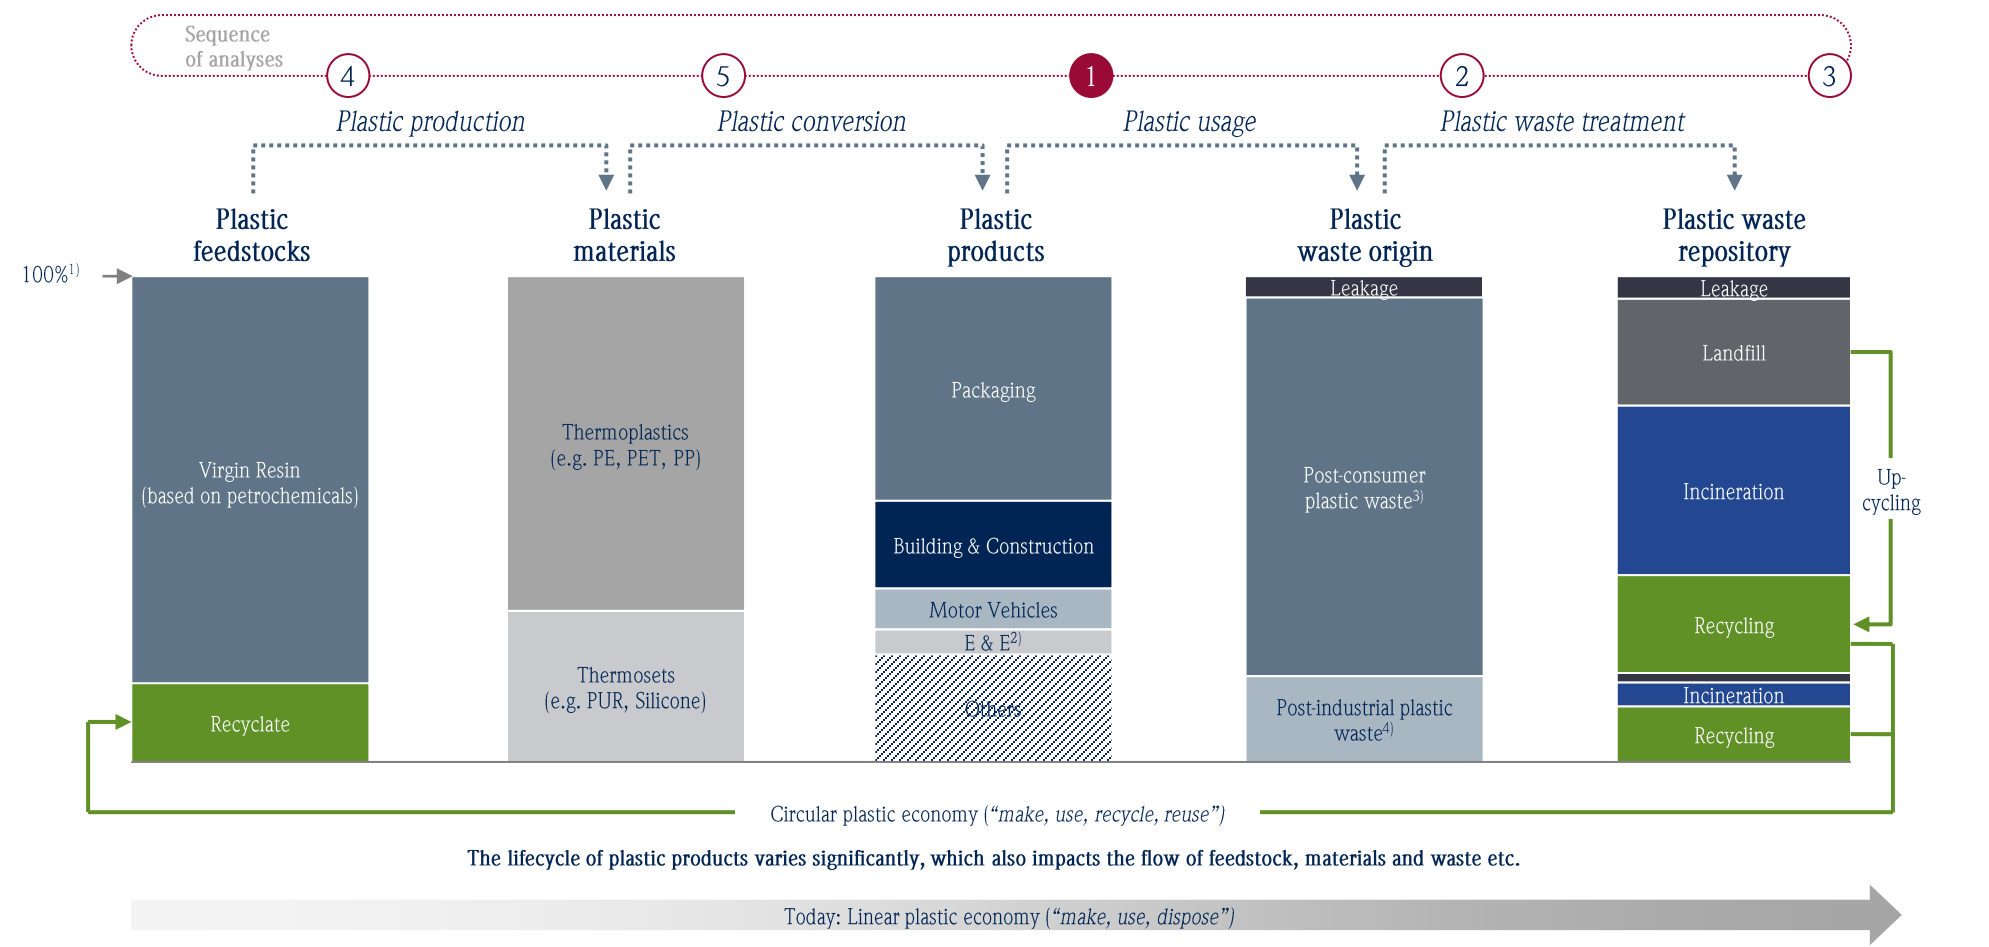 Sequence
of analyses
4
5
1
2
3
Plastic production
Plastic conversion
Plastic usage
Plastic waste treatment
Plastic
feedstocks
Plastic
materials
Plastic
products
Plastic
waste origin
Plastic waste
repository
100%1)
Virgin Resin
(based on petrochemicals)
Recyclate
Thermoplastics
(e.g. PE, PET, PP)
Thermosets
(e.g. PUR, Silicone)
Packaging
Building & Construction
Motor Vehicles
E & E2)
Others
Leakage
Post-consumer
plastic waste3)
Post-industrial plastic
waste4)
Leakage
Landfill
Incineration
Recycling
Incineration
Recycling
Up-
cycling
Circular plastic economy (“make, use, recycle, reuse”)
The lifecycle of plastic products varies significantly, which also impacts the flow of feedstock, materials and waste etc.
Today: Linear plastic economy (“make, use, dispose”)